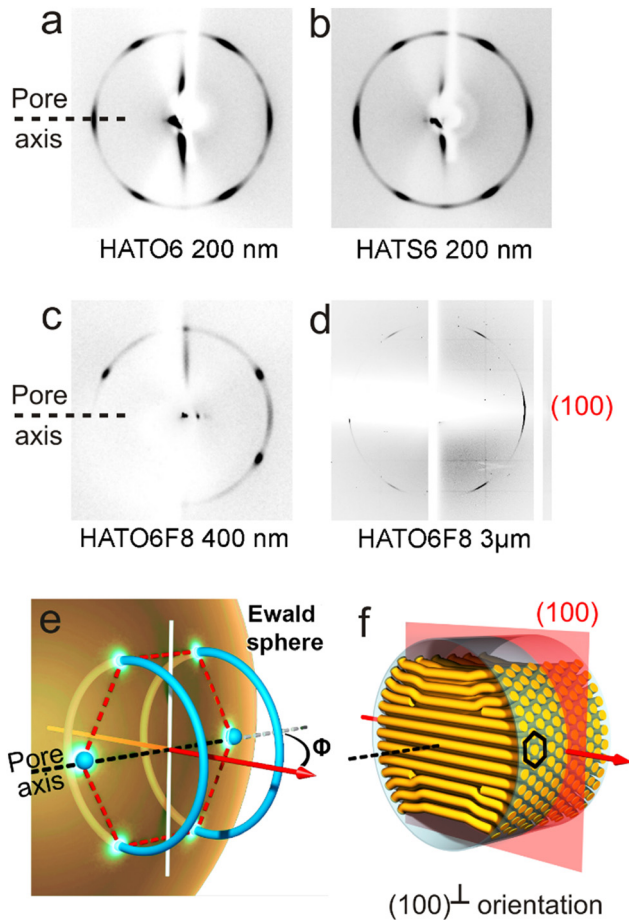 a
b
Pore
axis
HATO6 200 nm
HATS6 200 nm
c
d
Pore
axis
(100)
HATO6F8 400 nm
HATO6F8 3µm
e
Ewald
sphere
f
(100)
Φ
Pore
axis
(100)⊥ orientation